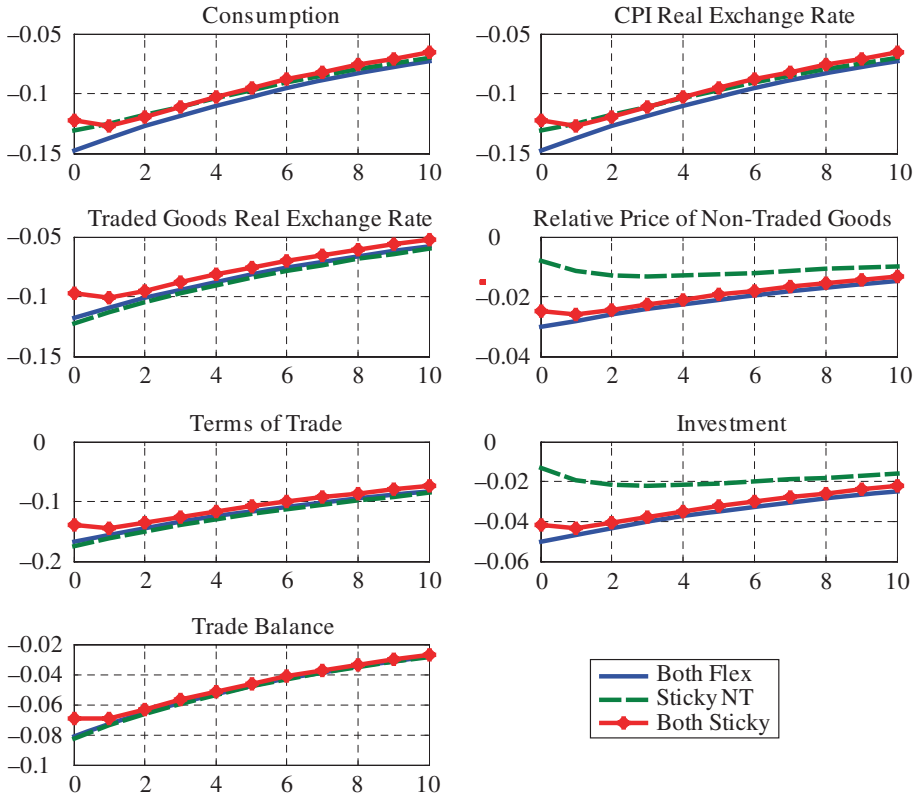 Consumption
CPI Real Exchange Rate
−0.05
−0.1
−0.15
0 2 4 6 8 10
−0.05
−0.1
−0.15
0 2 4 6 8 10
Traded Goods Real Exchange Rate
Relative Price of Non-Traded Goods
−0.05
−0.1
−0.15
0 2 4 6 8 10
0
−0.02
−0.04
0 2 4 6 8 10
Terms of Trade
Investment
0
−0.1
−0.2
0 2 4 6 8 10
0
−0.02
−0.04
−0.06
0 2 4 6 8 10
Trade Balance
−0.02
−0.04
−0.06
−0.08
−0.1
0 2 4 6 8 10
Both Flex
Sticky NT
Both Sticky